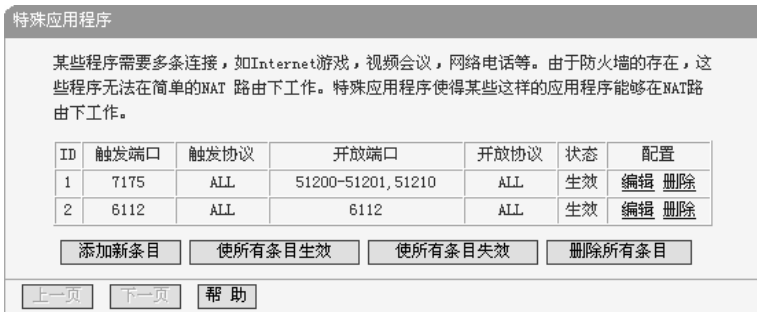 特殊应用程序
某些程序需要多条连接，如Internet游戏，视频会议，网络电话等。由于防火墙的存在，这
些程序无法在简单的NAT 路由下工作。特殊应用程序使得某些这样的应用程序能够在NAT路
由下工作。
ID 触发端口 触发协议 开放端口 开放协议 状态 配置
1 7175 ALL 51200-51201,51210 ALL 生效 编辑 删除
2 6112 ALL 6112 ALL 生效 编辑 删除
添加新条目 使所有条目生效 使所有条目失效 删除所有条目
上一页 下一页 帮 助